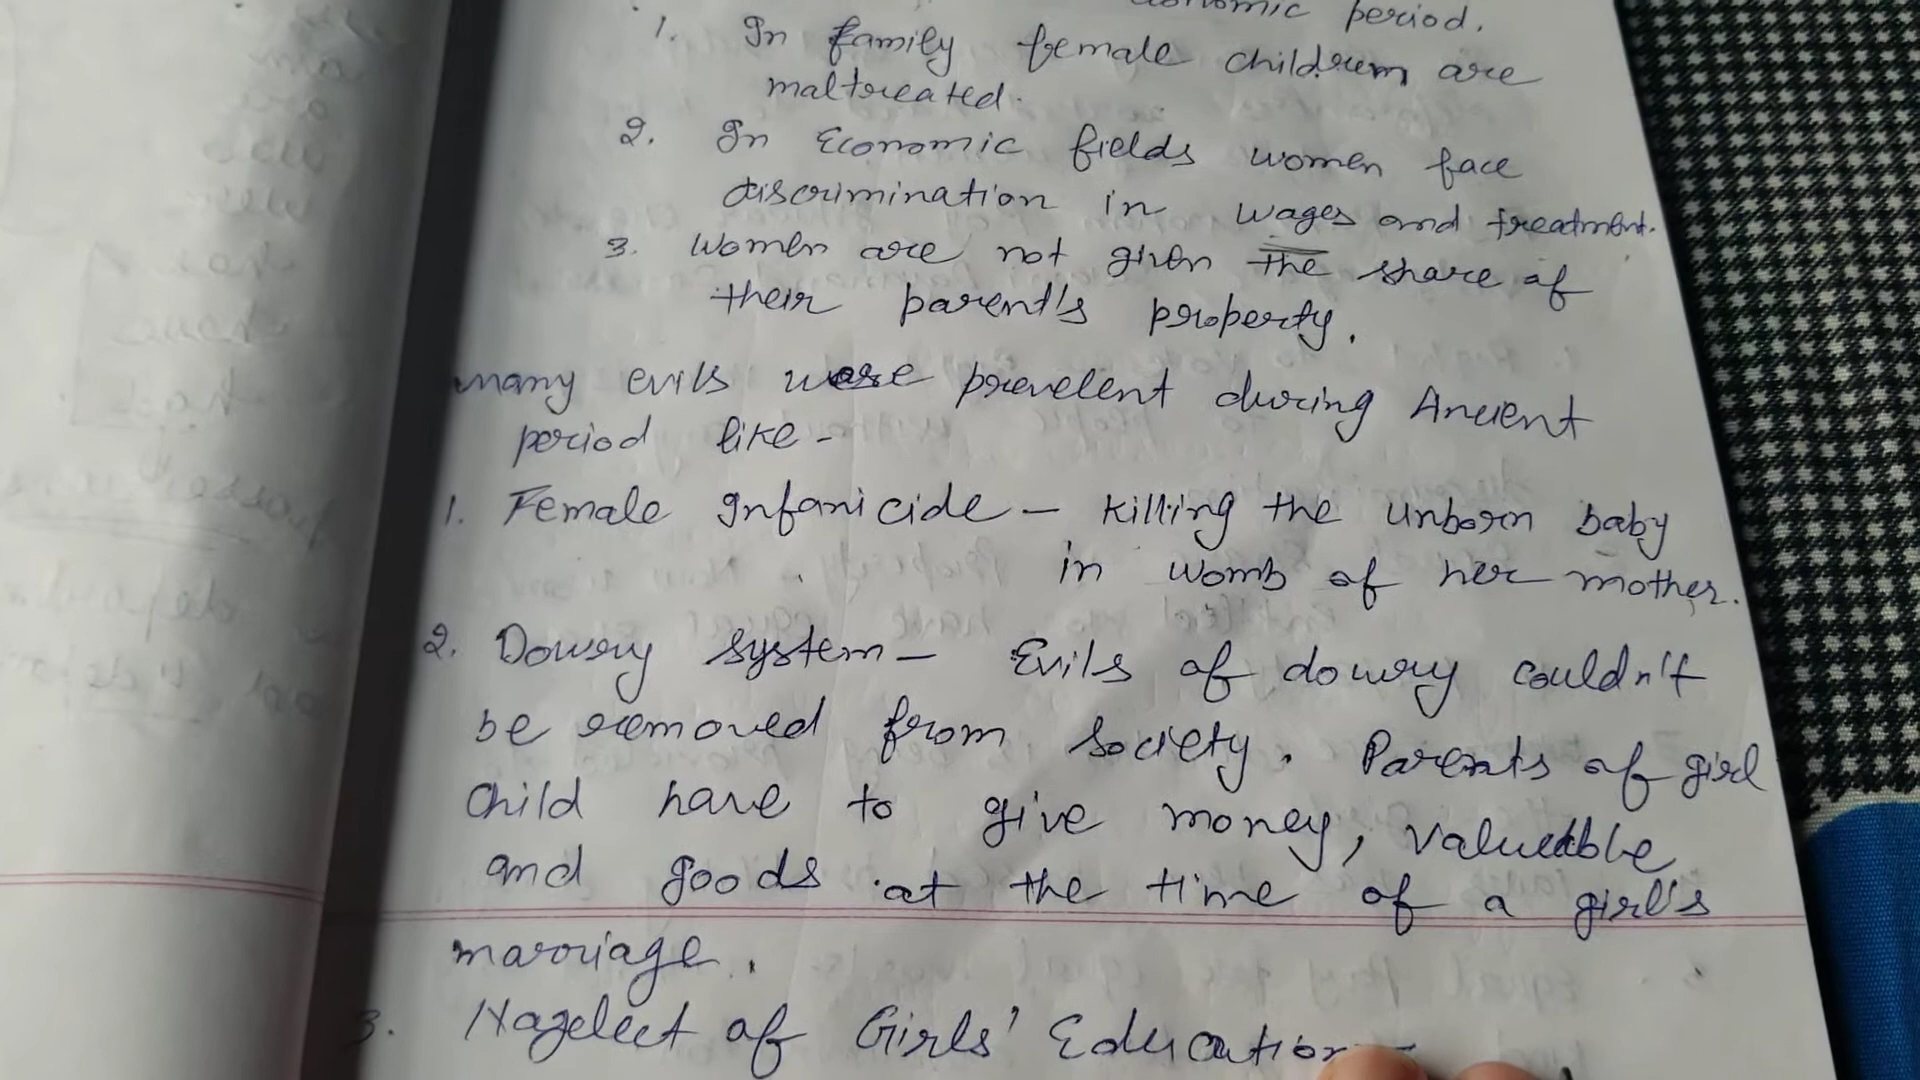 period.
1. In family female children are
maltreated.
2. In Economic fields women face
discrimination in wages and treatment.
3. Women are not given the share of
their parent's property.
many evils were prevelent during Ancient
period like -
1. Female Infanicide - Killing the unborn baby
in womb of her mother.
2. Dowry system - Evils of dowry couldn't
be removed from society. Parents of girl
Child have to give money, valuable
and goods at the time of a girl's
marriage.
3. Nagelect of Girls' Education -